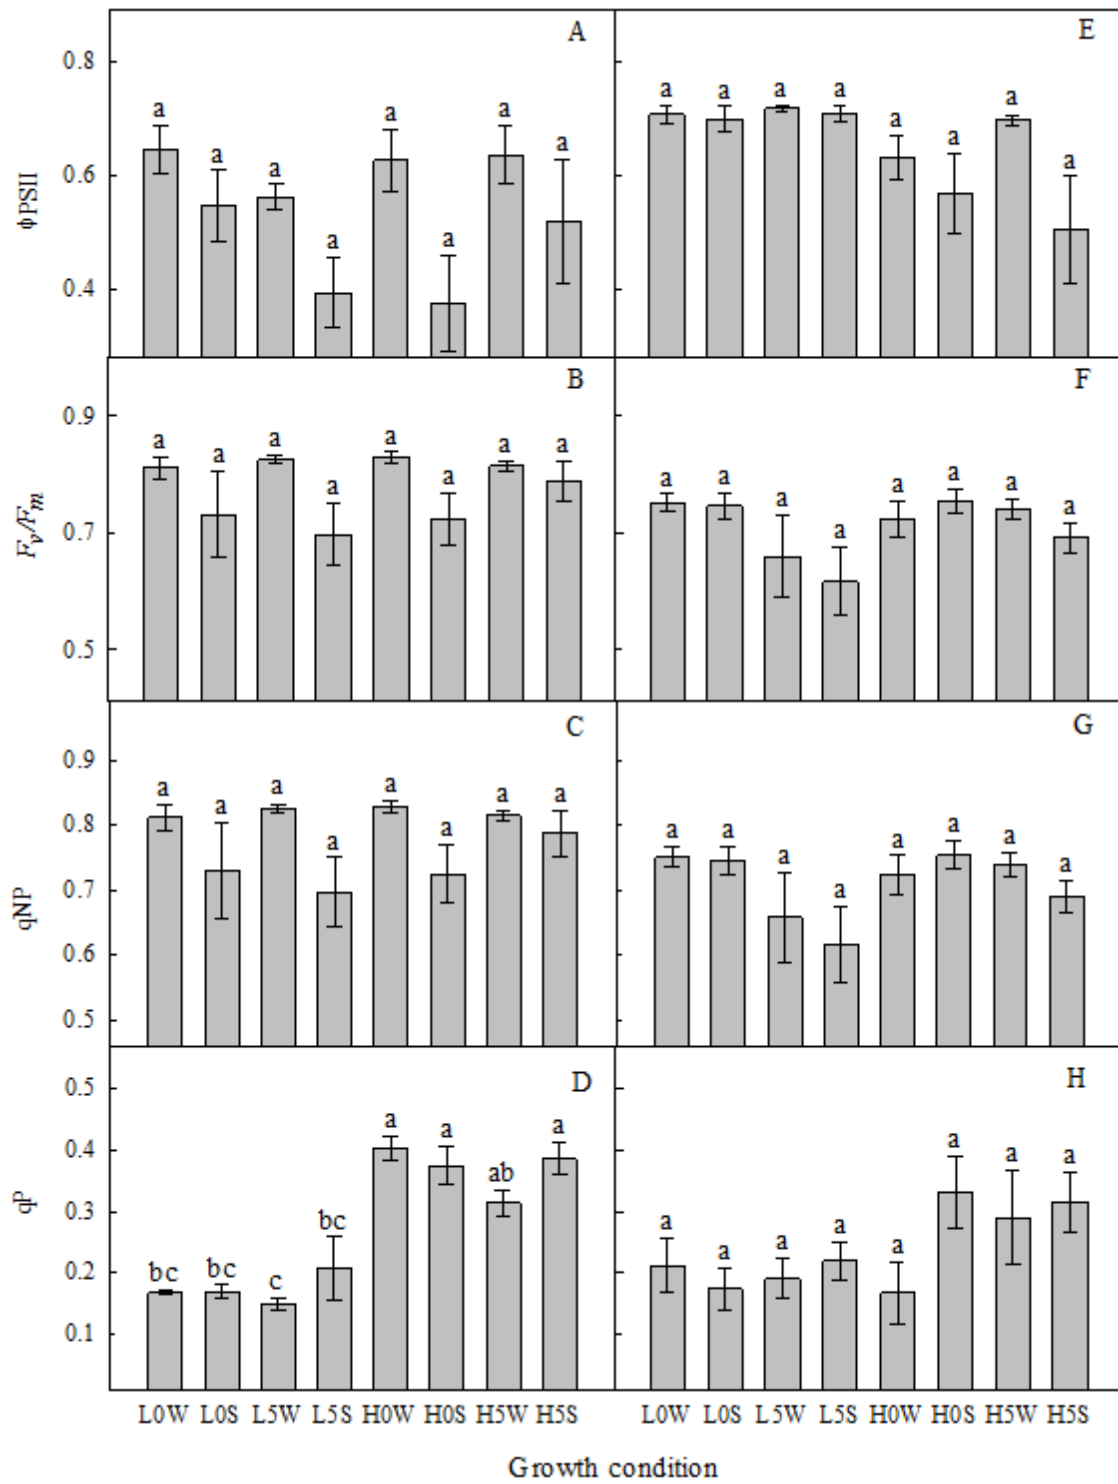 A E
0.8
0.6
0.4
ϕPSII
a a a a a a a a
a a a a a a a a
B F
0.9
0.7
0.5
Fv/Fm
a a a a a a a a
a a a a a a a a
C G
0.9
0.8
0.7
0.6
0.5
qNP
a a a a a a a a
a a a a a a a a
D H
0.5
0.4
0.3
0.2
0.1
qP
bc bc c bc a a ab a
a a a a a a a a
L0W L0S L5W L5S H0W H0S H5W H5S
L0W L0S L5W L5S H0W H0S H5W H5S
Growth condition